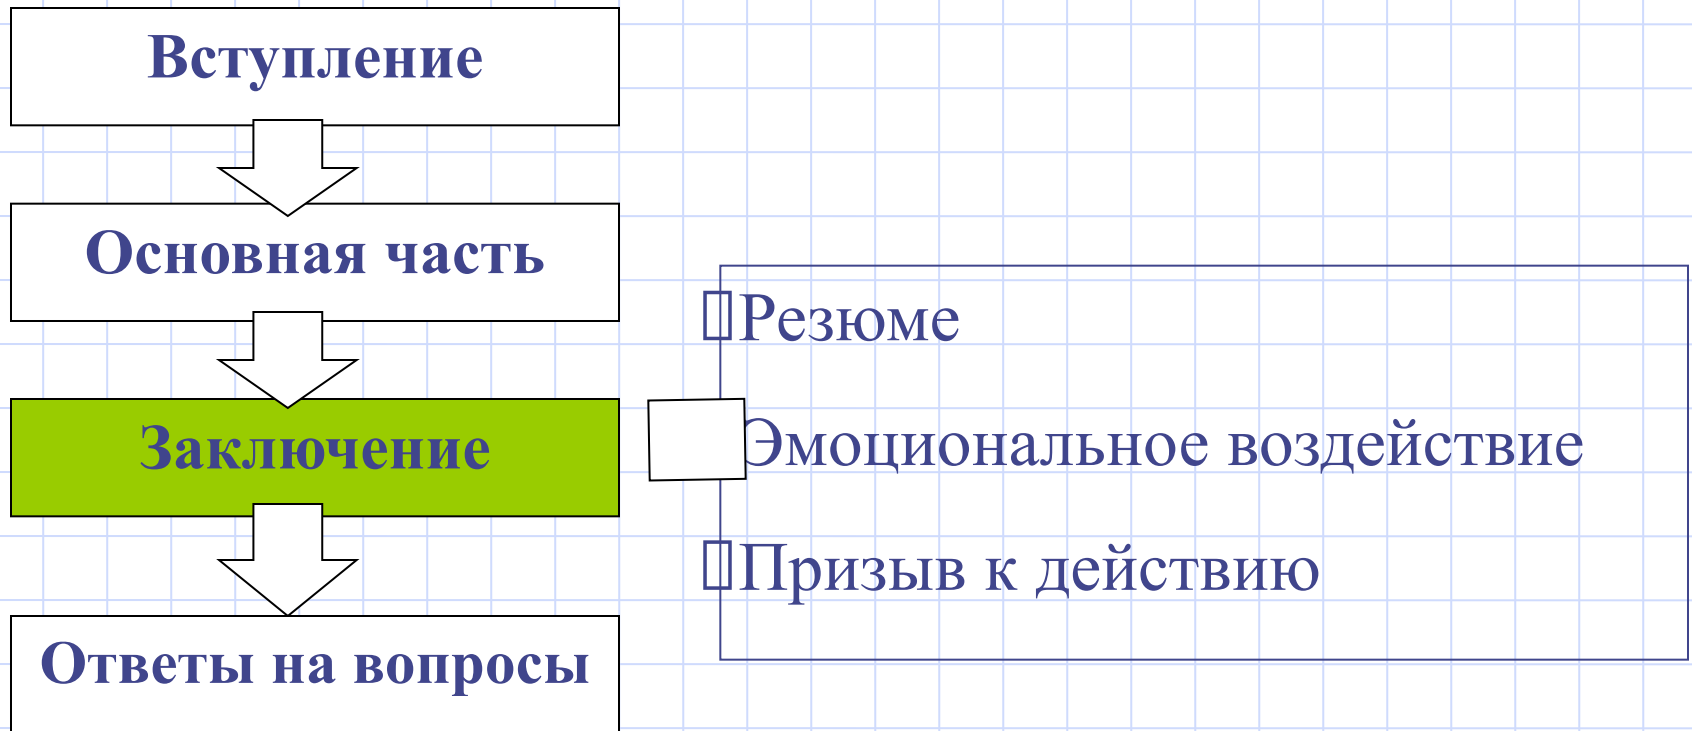 Вступление
Основная часть
Заключение
Ответы на вопросы
Резюме
Эмоциональное воздействие
Призыв к действию